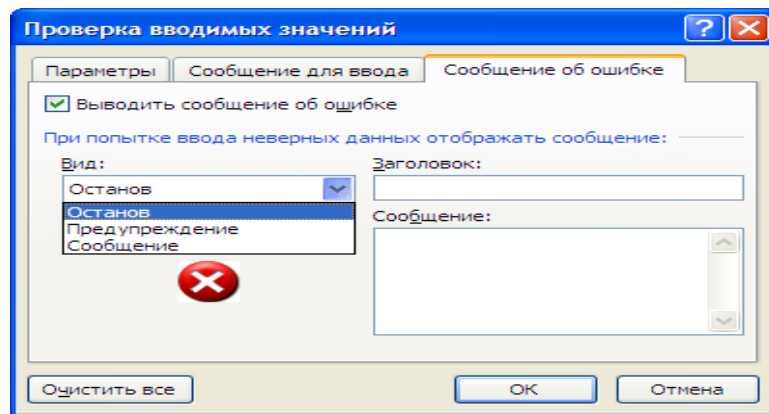 Проверка вводимых значений
Параметры Сообщение для ввода Сообщение об ошибке
Выводить сообщение об ошибке
При попытке ввода неверных данных отображать сообщение:
Вид: Заголовок:
Останов
Останов Сообщение:
Предупреждение
Сообщение
Очистить все ОК Отмена